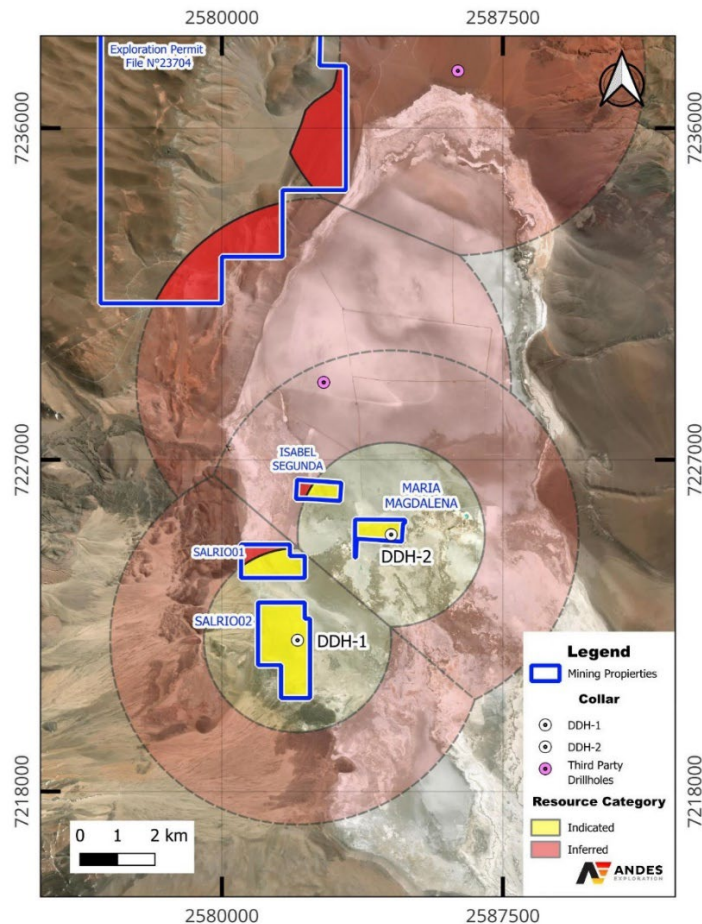 2580000
2587500
Exploration Permit
File N°23704
7236000
7236000
ISABEL
SEGUNDA
7227000
7227000
MARIA
MAGDALENA
DDH-2
SALRIO01
SALRIO02
DDH-1
Legend
Mining Propierties
Collar
DDH-1
DDH-2
Third Party
Drillholes
Resource Category
Indicated
Inferred
ANDES
EXPLORATION
7218000
7218000
0 1 2 km
2580000
2587500